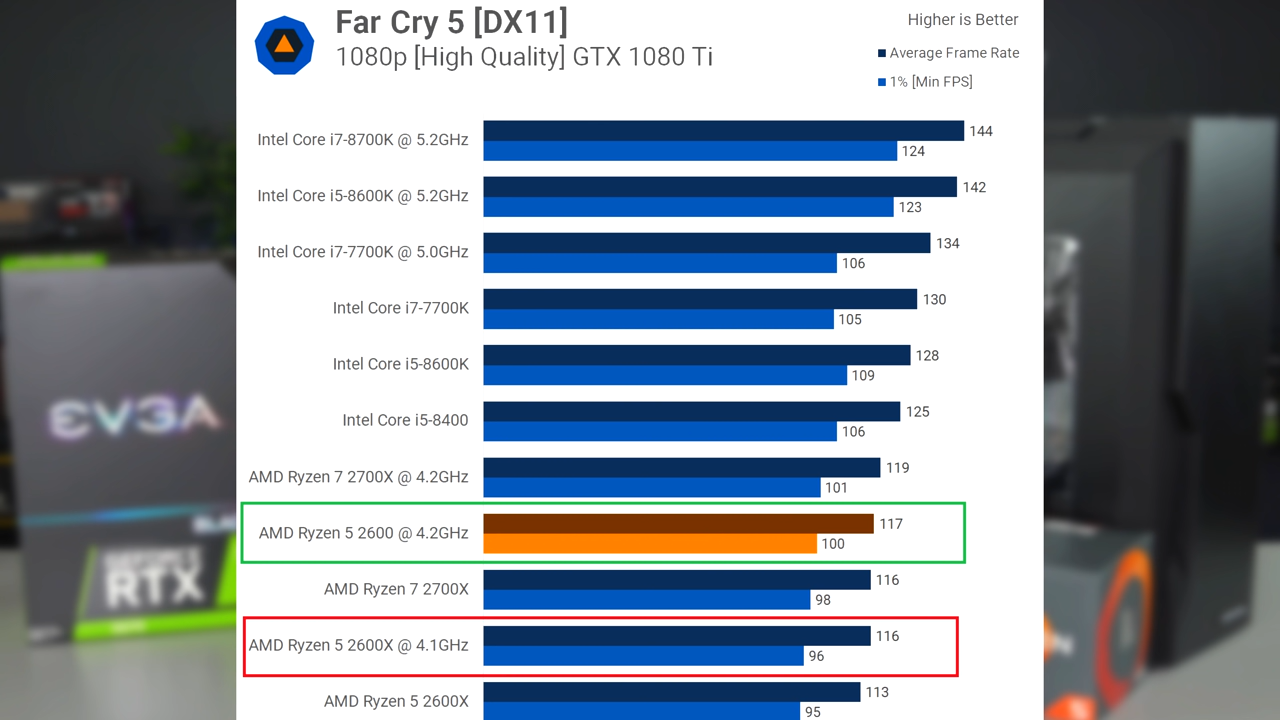 Far Cry 5 [DX11]
1080p [High Quality] GTX 1080 Ti
Higher is Better
Average Frame Rate
1% [Min FPS]
Intel Core i7-8700K @ 5.2GHz
144
124
Intel Core i5-8600K @ 5.2GHz
142
123
Intel Core i7-7700K @ 5.0GHz
134
106
Intel Core i7-7700K
130
105
Intel Core i5-8600K
128
109
Intel Core i5-8400
125
106
AMD Ryzen 7 2700X @ 4.2GHz
119
101
AMD Ryzen 5 2600 @ 4.2GHz
117
100
AMD Ryzen 7 2700X
116
98
AMD Ryzen 5 2600X @ 4.1GHz
116
96
AMD Ryzen 5 2600X
113
95
EVGA
GEFORCE
RTX